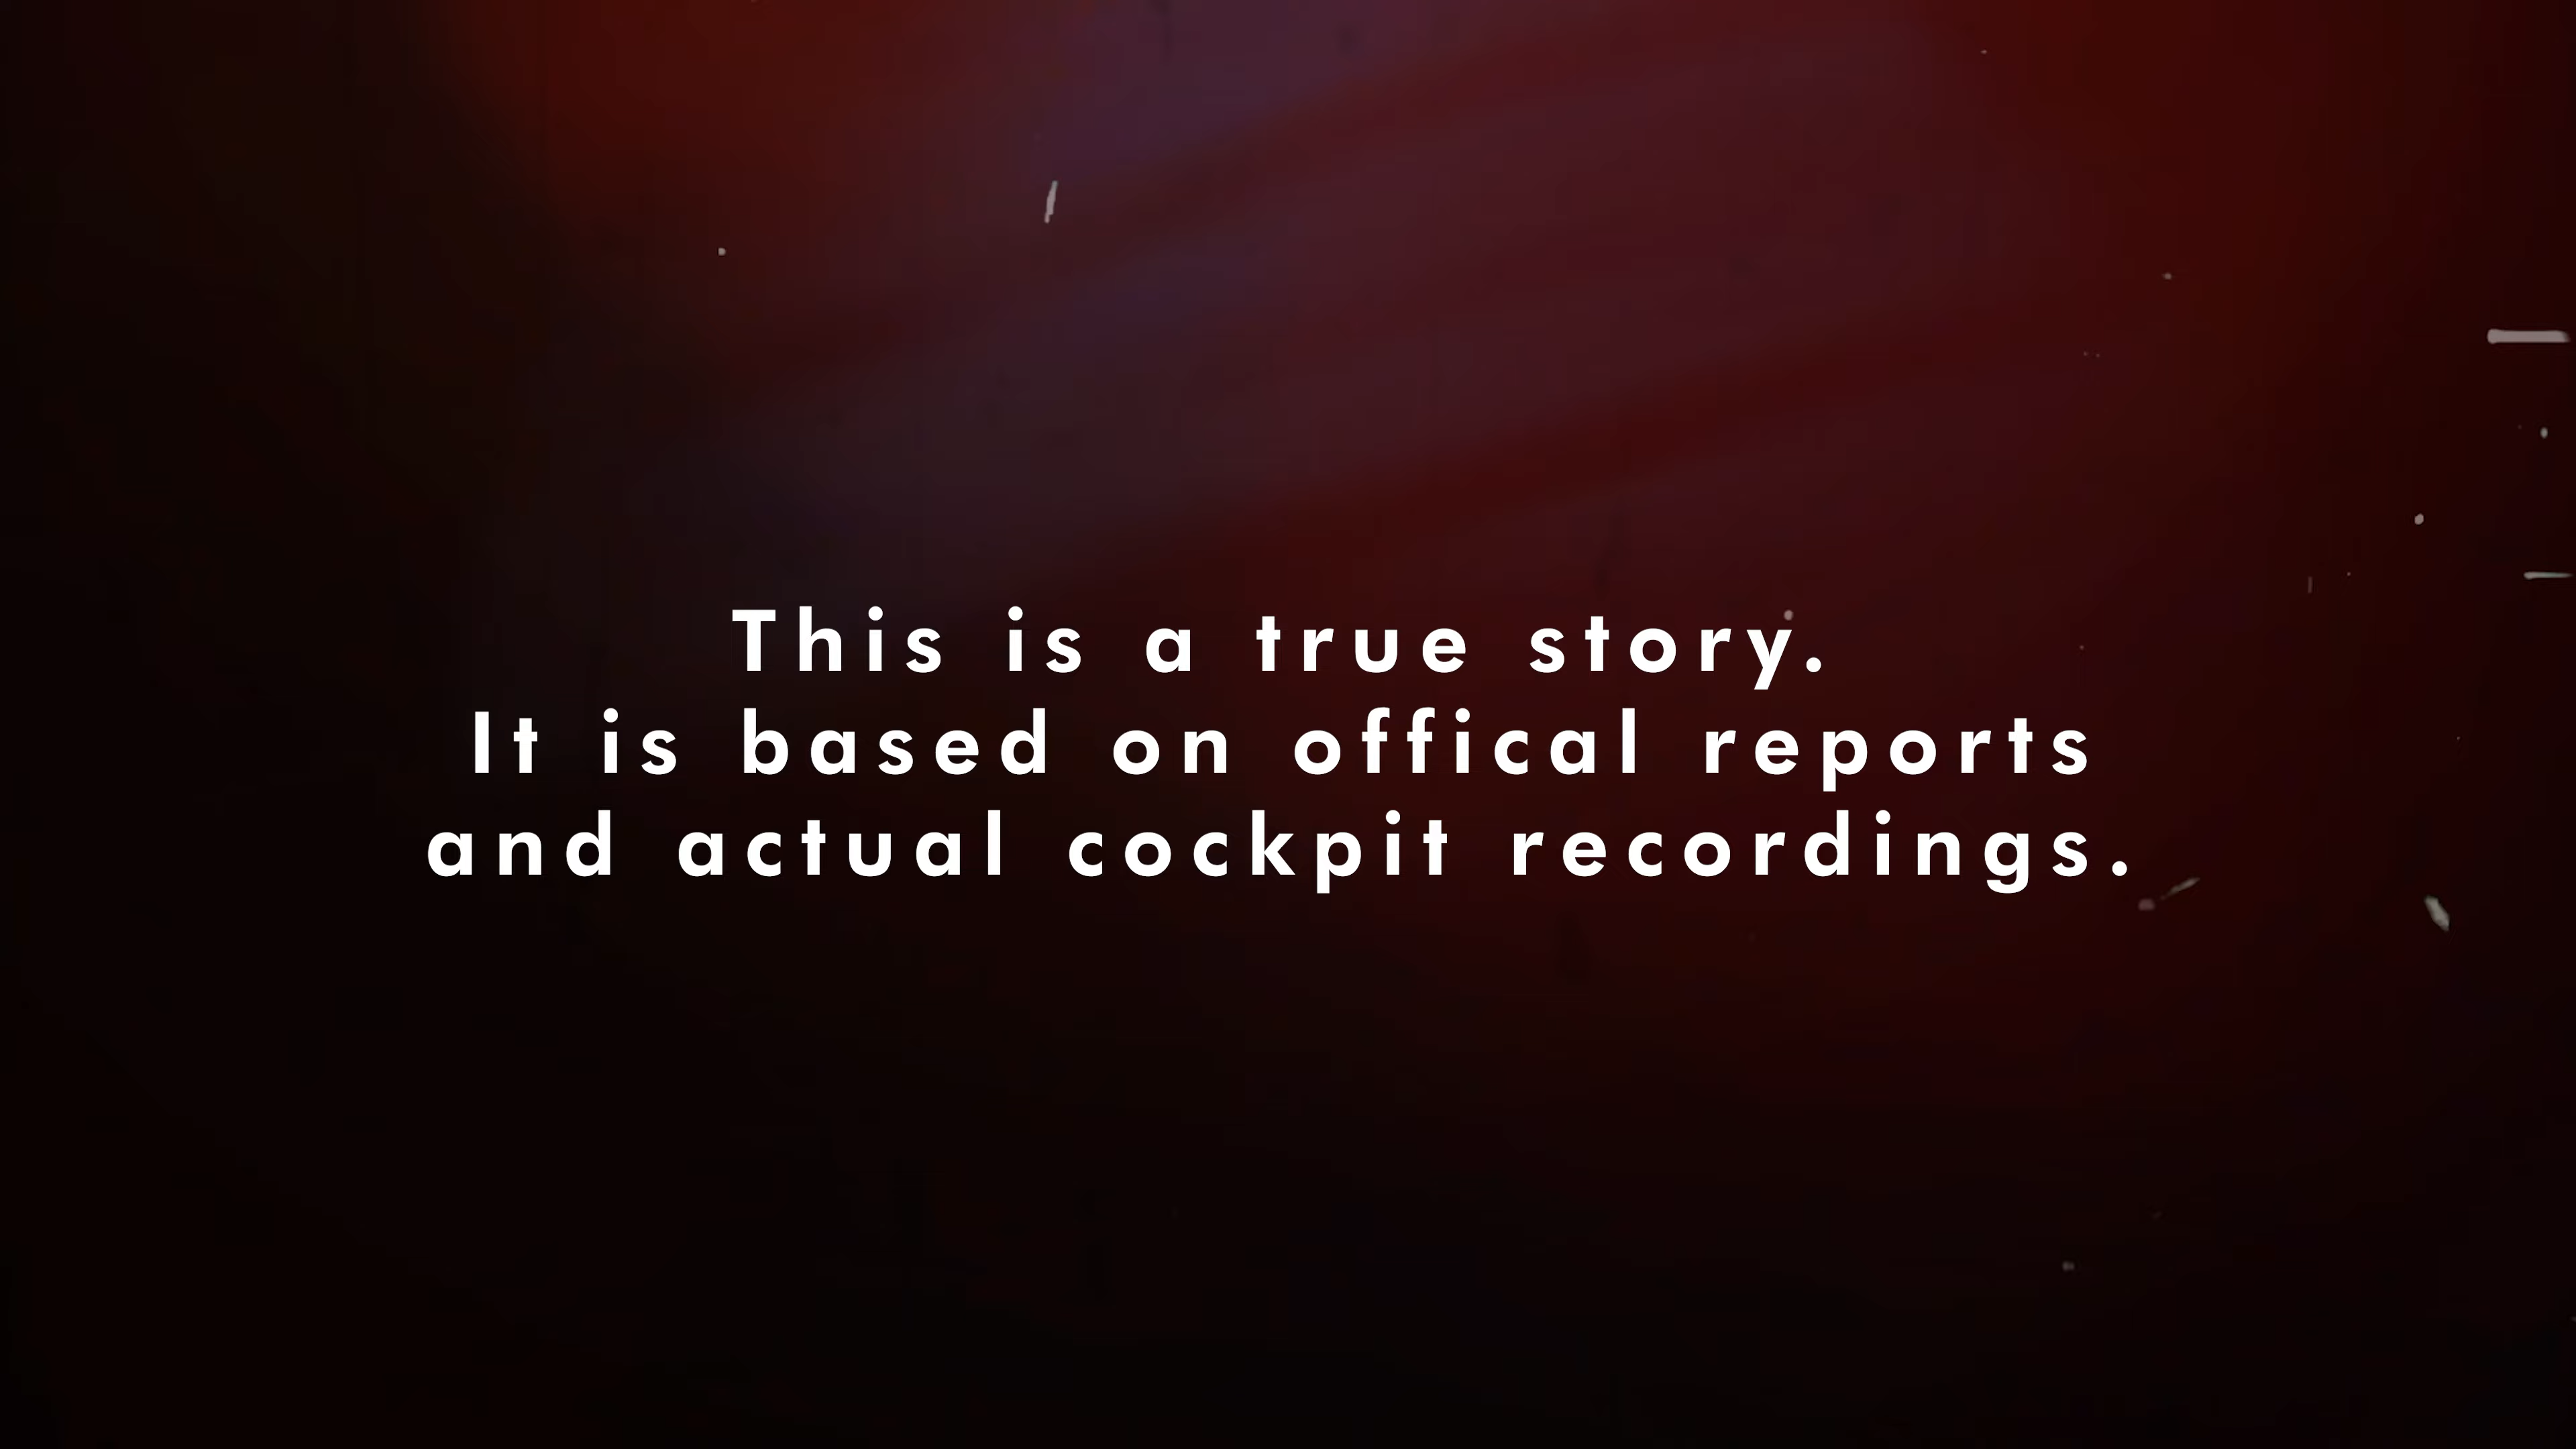 This is a true story.
It is based on offical reports
and actual cockpit recordings.